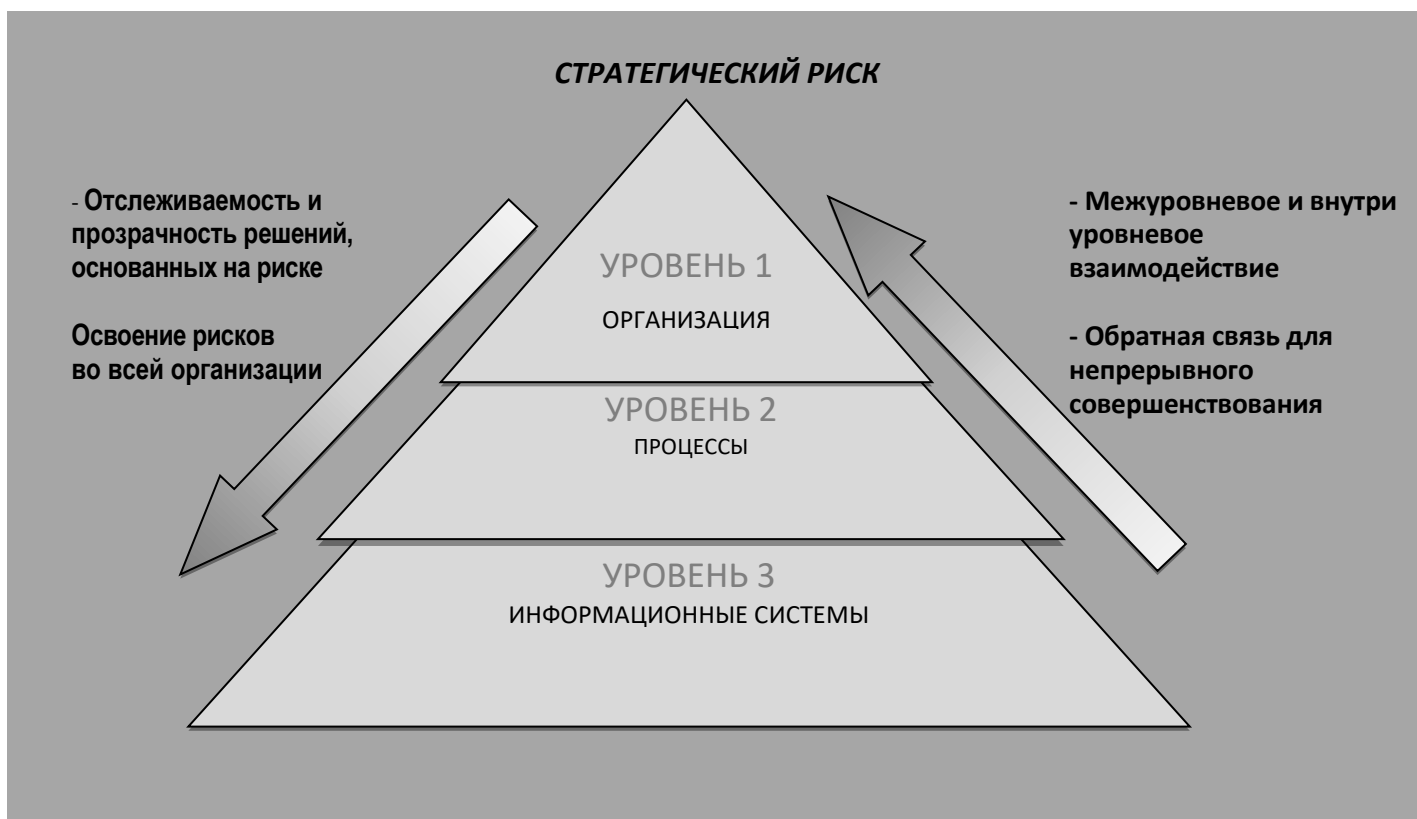 СТРАТЕГИЧЕСКИЙ РИСК
- Отслеживаемость и
прозрачность решений,
основанных на риске
Освоение рисков
во всей организации
УРОВЕНЬ 1
ОРГАНИЗАЦИЯ
УРОВЕНЬ 2
ПРОЦЕССЫ
УРОВЕНЬ 3
ИНФОРМАЦИОННЫЕ СИСТЕМЫ
- Межуровневое и внутри
уровневое
взаимодействие
- Обратная связь для
непрерывного
совершенствования